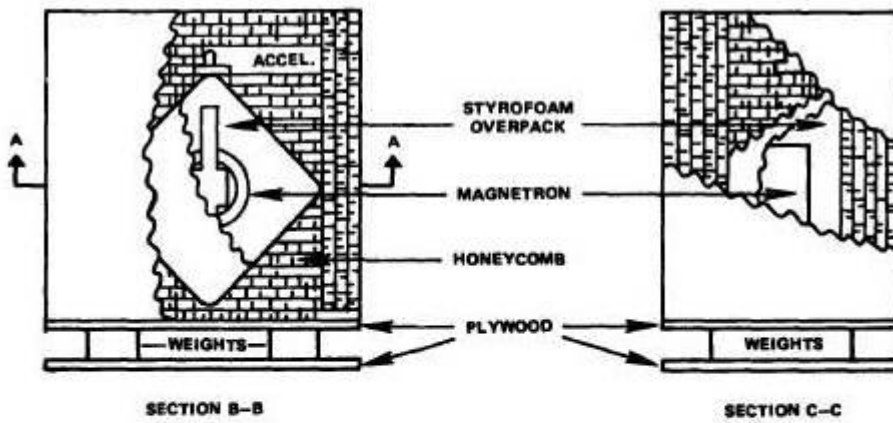 ACCEL.
STYROFOAM
OVERPACK
A
A
MAGNETRON
HONEYCOMB
PLYWOOD
WEIGHTS
WEIGHTS
SECTION B–B
SECTION C–C